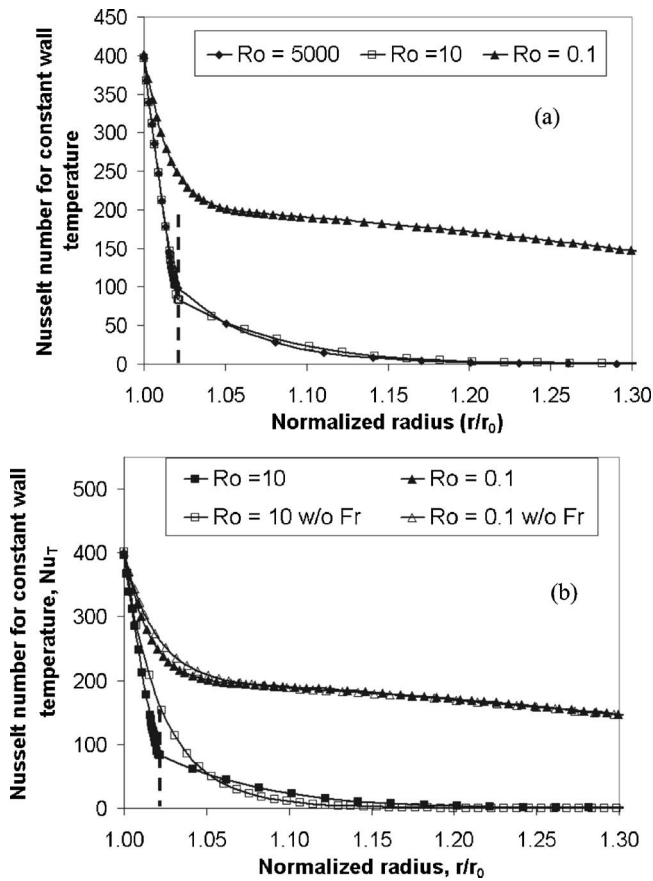 450
400
350
300
250
200
150
100
50
0
Nusselt number for constant wall
temperature
Ro = 5000 Ro =10 Ro = 0.1
(a)
1.00 1.05 1.10 1.15 1.20 1.25 1.30
Normalized radius (r/r0)
500
400
300
200
100
0
Nusselt number for constant wall
temperature, NuT
Ro =10 Ro = 0.1
Ro = 10 w/o Fr Ro = 0.1 w/o Fr
(b)
1.00 1.05 1.10 1.15 1.20 1.25 1.30
Normalized radius, r/r0